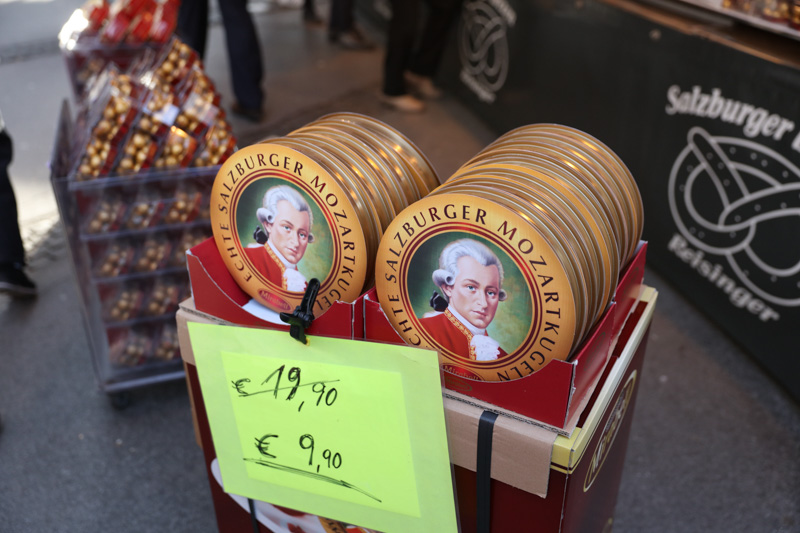 ECHTE SALZBURGER MOZARTKUGELN
ECHTE SALZBURGER MOZARTKUGELN
€ 19,90
€ 9,90
Salzburger
Reisinger